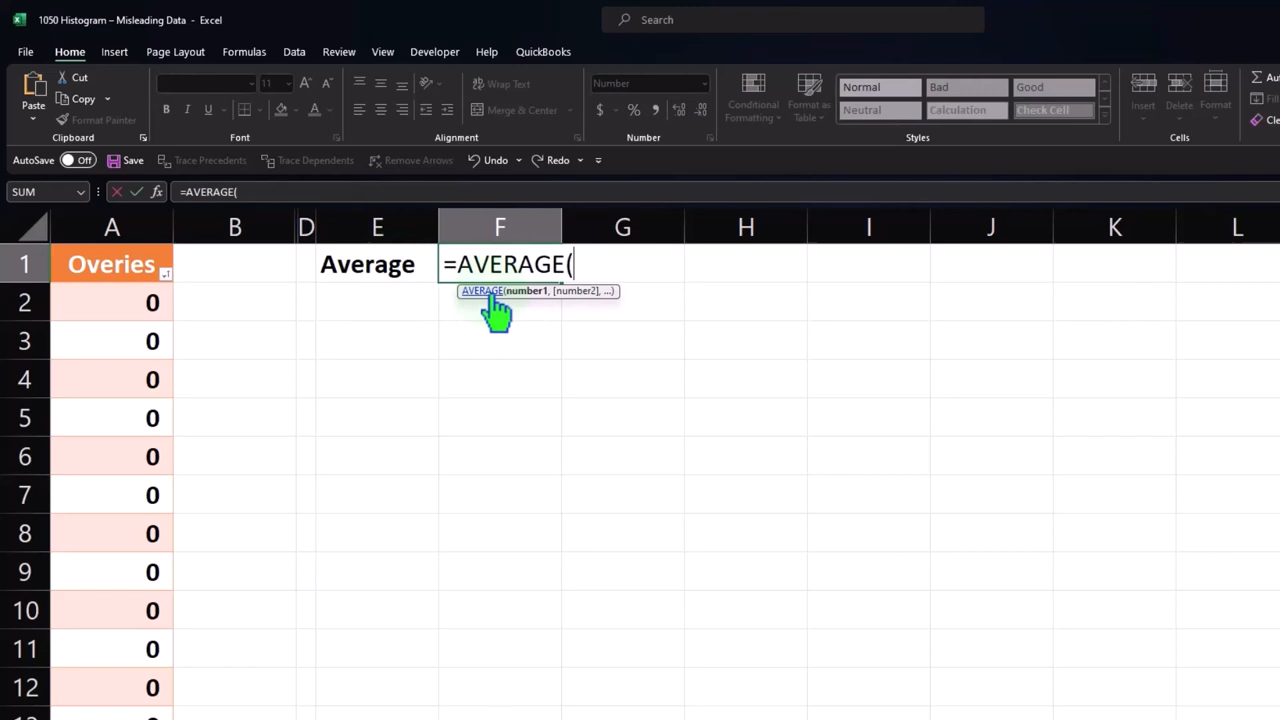 1050 Histogram – Misleading Data - Excel
Search
File Home Insert Page Layout Formulas Data Review View Developer Help QuickBooks
Paste
Cut
Copy
Format Painter
11
A A
B I U
A
Wrap Text
Merge & Center
Number
$ % ,
Conditional Formatting
Format as Table
Normal Bad Good
Neutral Calculation Check Cell
Insert Delete Format
Clipboard Font Alignment Number Styles Cells
AutoSave Off Save Trace Precedents Trace Dependents Remove Arrows Undo Redo
SUM fx =AVERAGE(
A B D E F G H I J K L
1 Overies Average =AVERAGE(
AVERAGE(number1, [number2], ...)
2 0
3 0
4 0
5 0
6 0
7 0
8 0
9 0
10 0
11 0
12 0